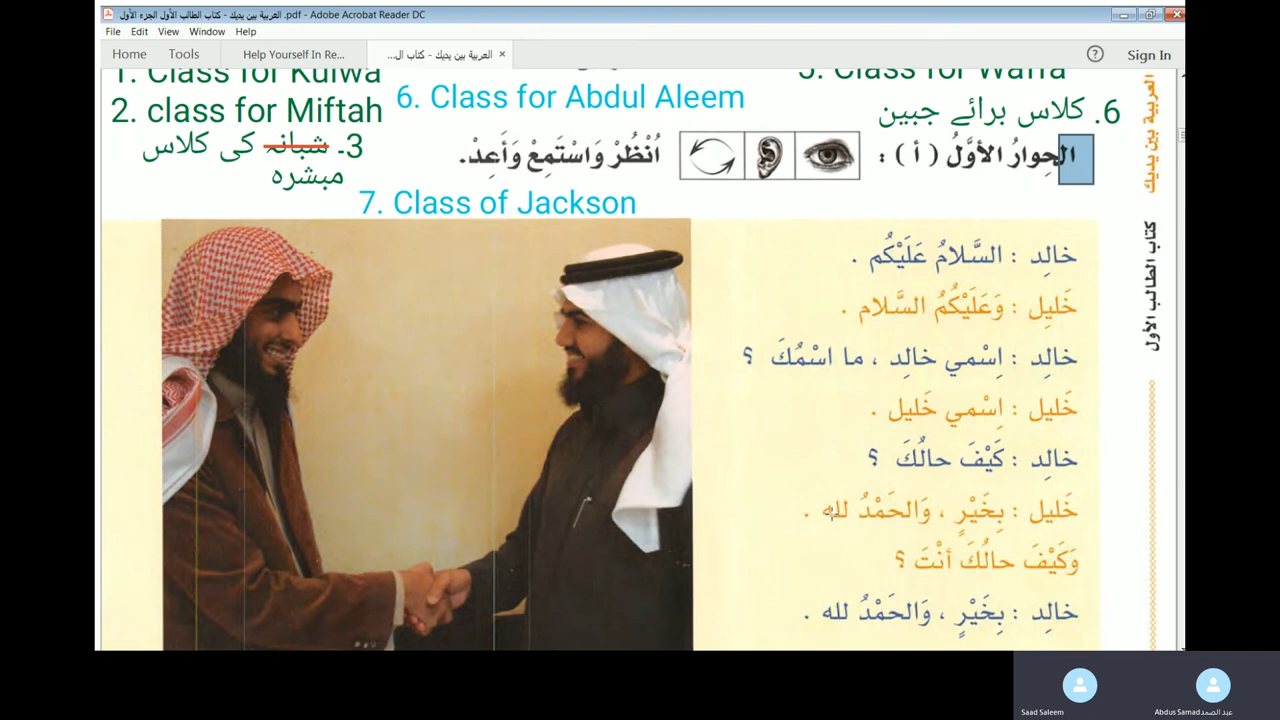 العربية بين يديك - كتاب الطالب الأول الجزء الأول.pdf - Adobe Acrobat Reader DC
File Edit View Window Help
Home Tools Help Yourself In Re... العربية بين يديك - كتاب ال... × ? Sign In
1. Class for Kulwa
5. Class for Warra
2. class for Miftah
6. Class for Abdul Aleem
6. کلاس برائے جبین
3۔ شبانہ کی کلاس
مبشرہ
الحِوارُ الأوَّلُ ( أ ) : اُنْظُرْ وَاسْتَمِعْ وَأَعِدْ.
7. Class of Jackson
خالِد : السَّلامُ عَلَيْكُم .
خَليل : وَعَلَيْكُمُ السَّلام .
خالِد : اِسْمي خالِد ، ما اسْمُكَ ؟
خَليل : اِسْمي خَليل .
خالِد : كَيْفَ حالُكَ ؟
خَليل : بِخَيْرٍ ، وَالحَمْدُ لله .
وَكَيْفَ حالُكَ أنْتَ ؟
خالِد : بِخَيْرٍ ، وَالحَمْدُ لله .
العربية بين يديك
كتاب الطالب الأول
Saad Saleem
Abdus Samad عبد الصمد